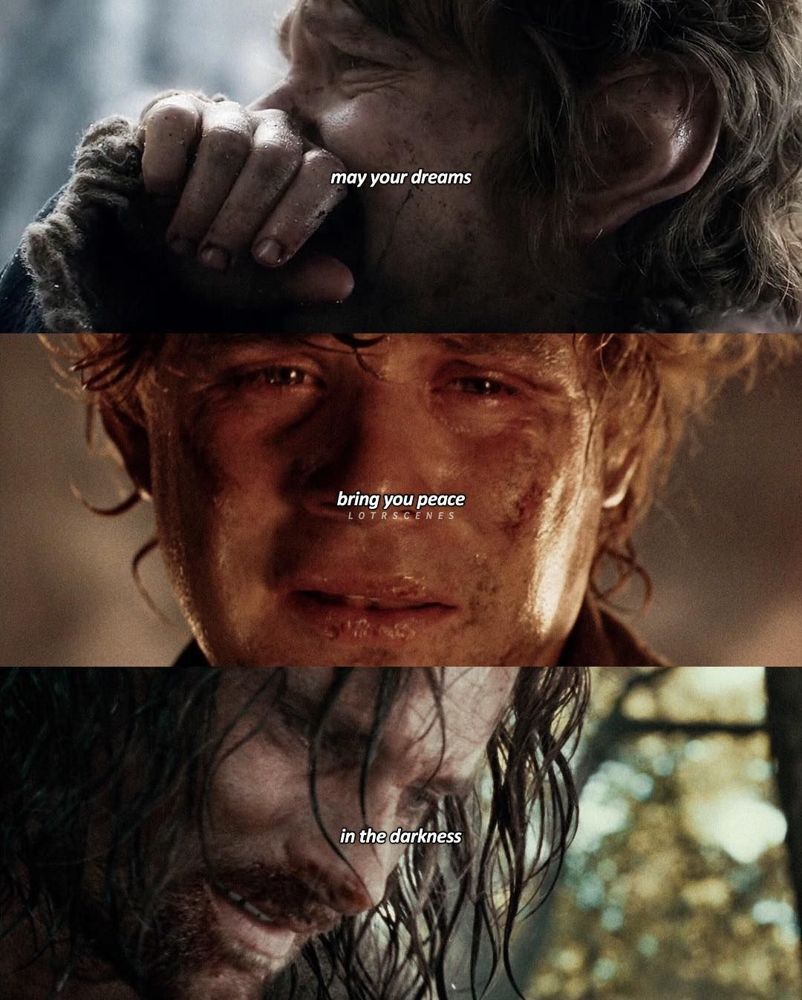 may your dreams
bring you peace
LOTRSCENES
in the darkness